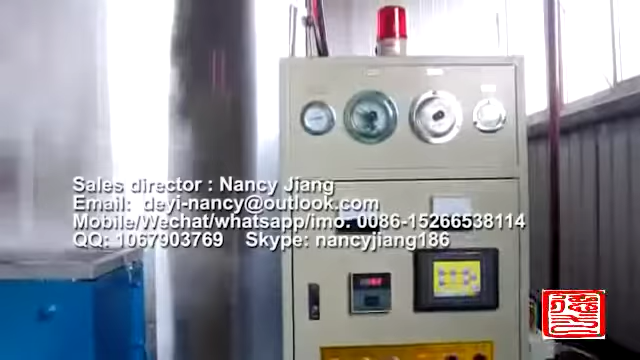 Sales director : Nancy Jiang
Email: deyi-nancy@outlook.com
Mobile/Wechat/whatsapp/imo: 0086-15266538114
QQ: 1067903769 Skype: nancyjiang186